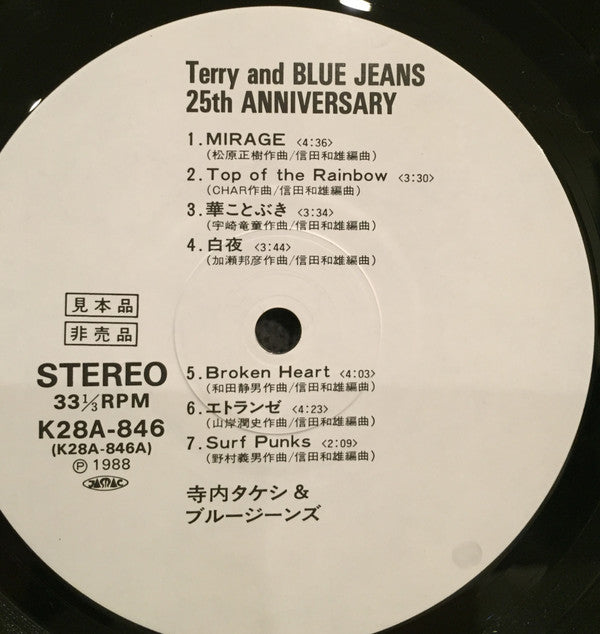 Terry and BLUE JEANS
25th ANNIVERSARY
1.MIRAGE <4:36>
(松原正樹作曲/信田和雄編曲)
2.Top of the Rainbow <3:30>
(CHAR作曲/信田和雄編曲)
3.華ことぶき <3:34>
(宇崎竜童作曲/信田和雄編曲)
4.白夜 <3:44>
(加瀬邦彦作曲/信田和雄編曲)
見本品
非売品
STEREO
33⅓RPM
K28A-846
(K28A-846A)
Ⓟ1988
JASRAC
5.Broken Heart <4:03>
(和田静男作曲/信田和雄編曲)
6.エトランゼ <4:23>
(山岸潤史作曲/信田和雄編曲)
7.Surf Punks <2:09>
(野村義男作曲/信田和雄編曲)
寺内タケシ&
ブルージーンズ